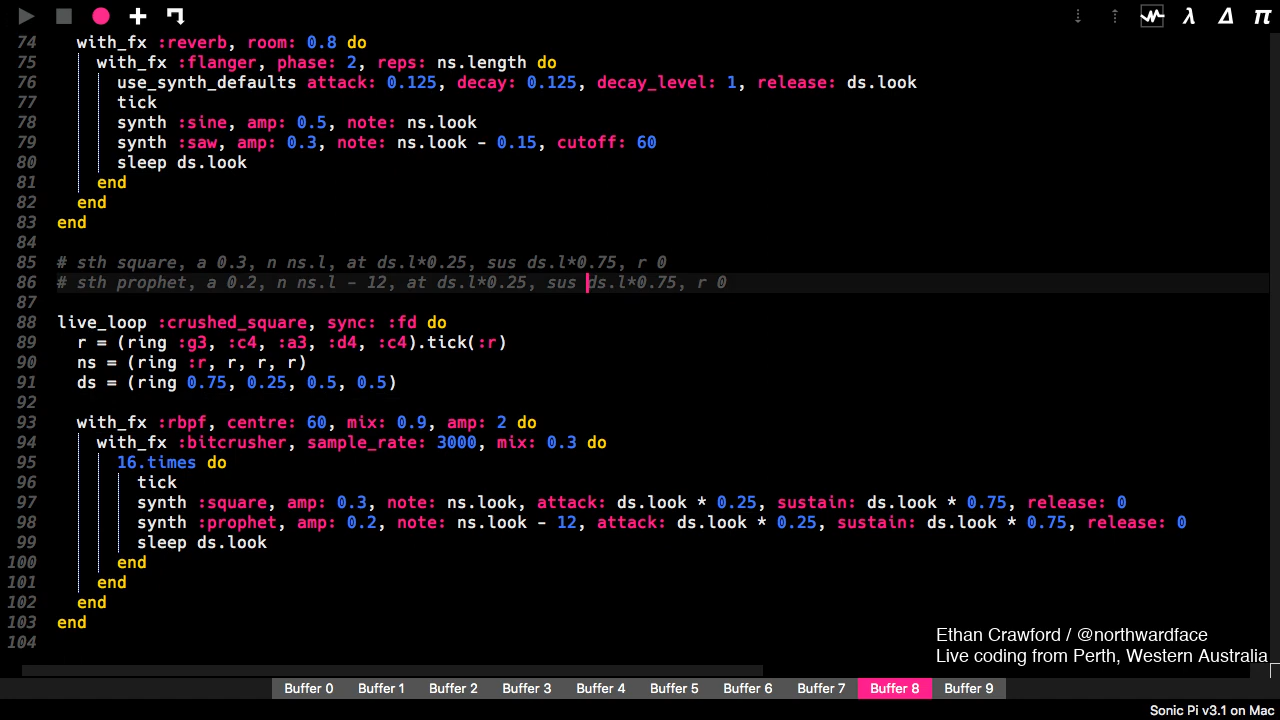 λ Δ π
74 with_fx :reverb, room: 0.8 do
75 with_fx :flanger, phase: 2, reps: ns.length do
76 use_synth_defaults attack: 0.125, decay: 0.125, decay_level: 1, release: ds.look
77 tick
78 synth :sine, amp: 0.5, note: ns.look
79 synth :saw, amp: 0.3, note: ns.look - 0.15, cutoff: 60
80 sleep ds.look
81 end
82 end
83 end
84
85 # sth square, a 0.3, n ns.l, at ds.l*0.25, sus ds.l*0.75, r 0
86 # sth prophet, a 0.2, n ns.l - 12, at ds.l*0.25, sus ds.l*0.75, r 0
87
88 live_loop :crushed_square, sync: :fd do
89 r = (ring :g3, :c4, :a3, :d4, :c4).tick(:r)
90 ns = (ring :r, r, r, r)
91 ds = (ring 0.75, 0.25, 0.5, 0.5)
92
93 with_fx :rbpf, centre: 60, mix: 0.9, amp: 2 do
94 with_fx :bitcrusher, sample_rate: 3000, mix: 0.3 do
95 16.times do
96 tick
97 synth :square, amp: 0.3, note: ns.look, attack: ds.look * 0.25, sustain: ds.look * 0.75, release: 0
98 synth :prophet, amp: 0.2, note: ns.look - 12, attack: ds.look * 0.25, sustain: ds.look * 0.75, release: 0
99 sleep ds.look
100 end
101 end
102 end
103 end
104
Ethan Crawford / @northwardface
Live coding from Perth, Western Australia
Buffer 0 Buffer 1 Buffer 2 Buffer 3 Buffer 4 Buffer 5 Buffer 6 Buffer 7 Buffer 8 Buffer 9
Sonic Pi v3.1 on Mac